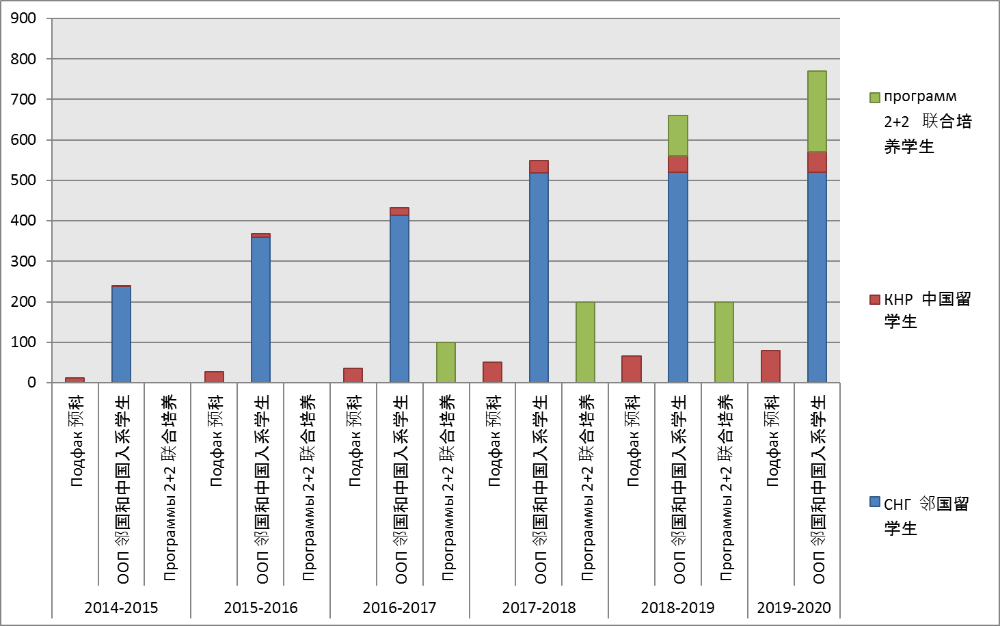 900
800
700
600
500
400
300
200
100
0
Подфак 预科
ООП 邻国和中国入系学生
Программы 2+2 联合培养
Подфак 预科
ООП 邻国和中国入系学生
Программы 2+2 联合培养
Подфак 预科
ООП 邻国和中国入系学生
Программы 2+2 联合培养
Подфак 预科
ООП 邻国和中国入系学生
Программы 2+2 联合培养
Подфак 预科
ООП 邻国和中国入系学生
Программы 2+2 联合培养
Подфак 预科
ООП 邻国和中国入系学生
2014-2015
2015-2016
2016-2017
2017-2018
2018-2019
2019-2020
программ
2+2 联合培
养学生
КНР 中国留
学生
СНГ 邻国留
学生